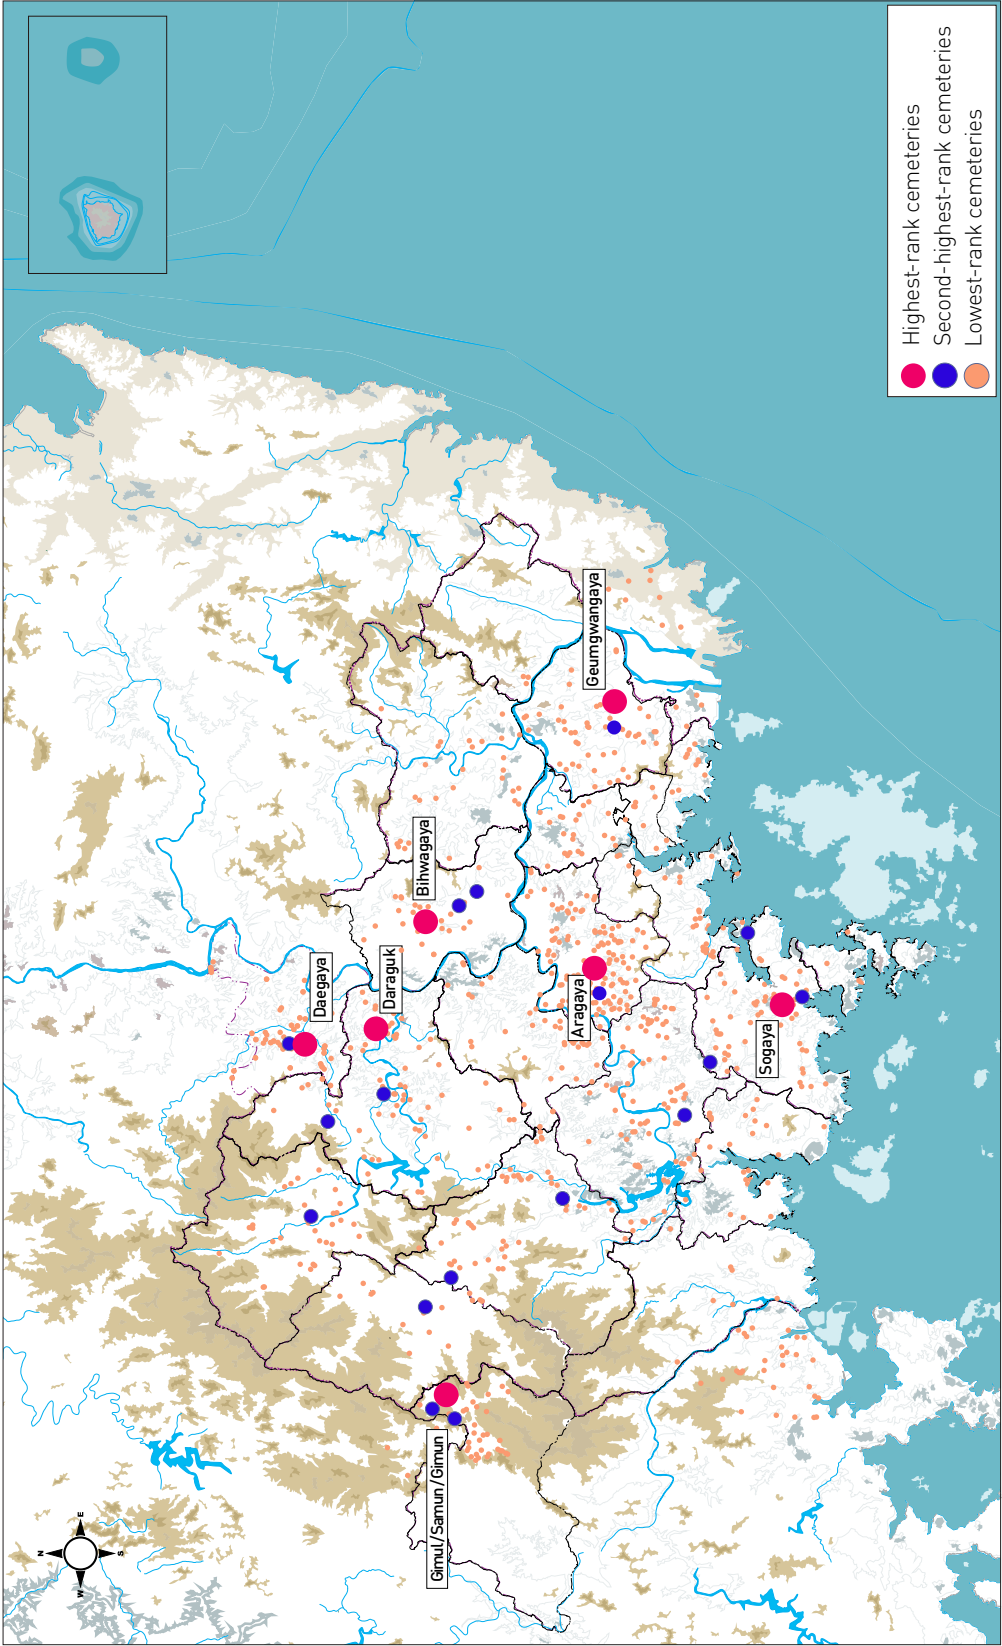 Highest-rank cemeteries
Second-highest-rank cemeteries
Lowest-rank cemeteries
Geumgwangaya
Bihwagaya
Daegaya
Daraguk
Aragaya
Sogaya
Gimul/Samun/Gimun
N
W
E
S